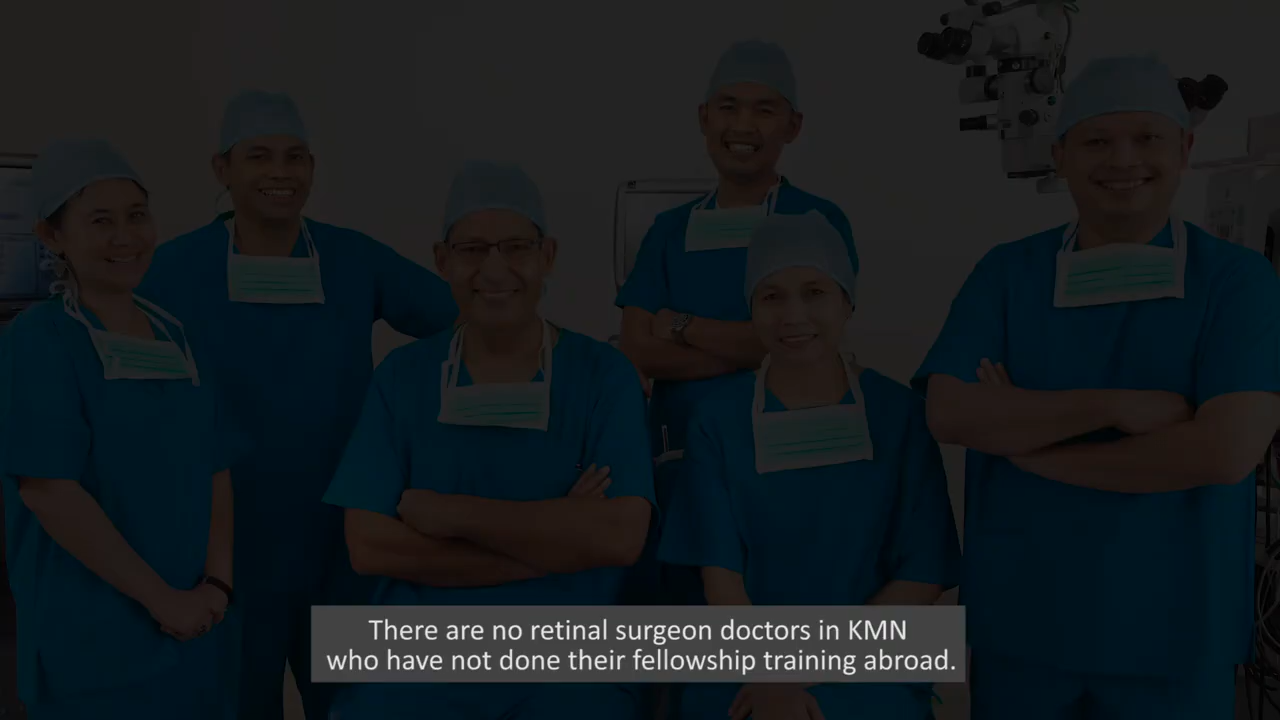 There are no retinal surgeon doctors in KMN
who have not done their fellowship training abroad.